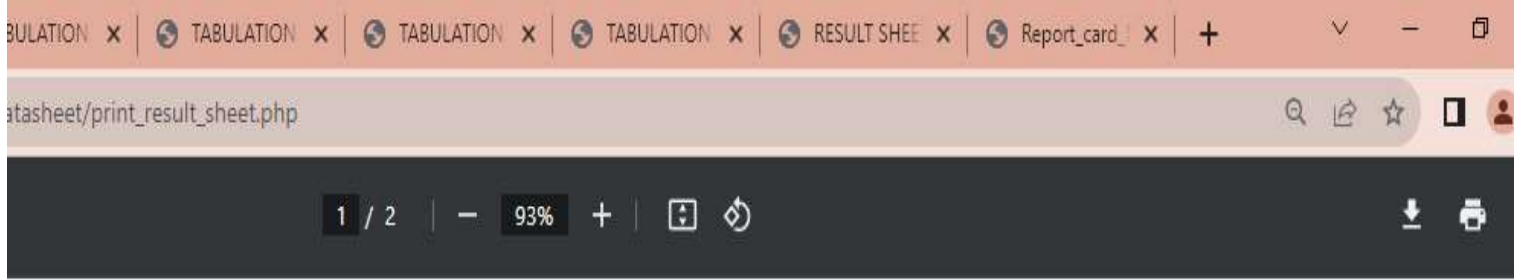 BULATION TABULATION TABULATION TABULATION RESULT SHEE Report_card_
atasheet/print_result_sheet.php
1 / 2 93%